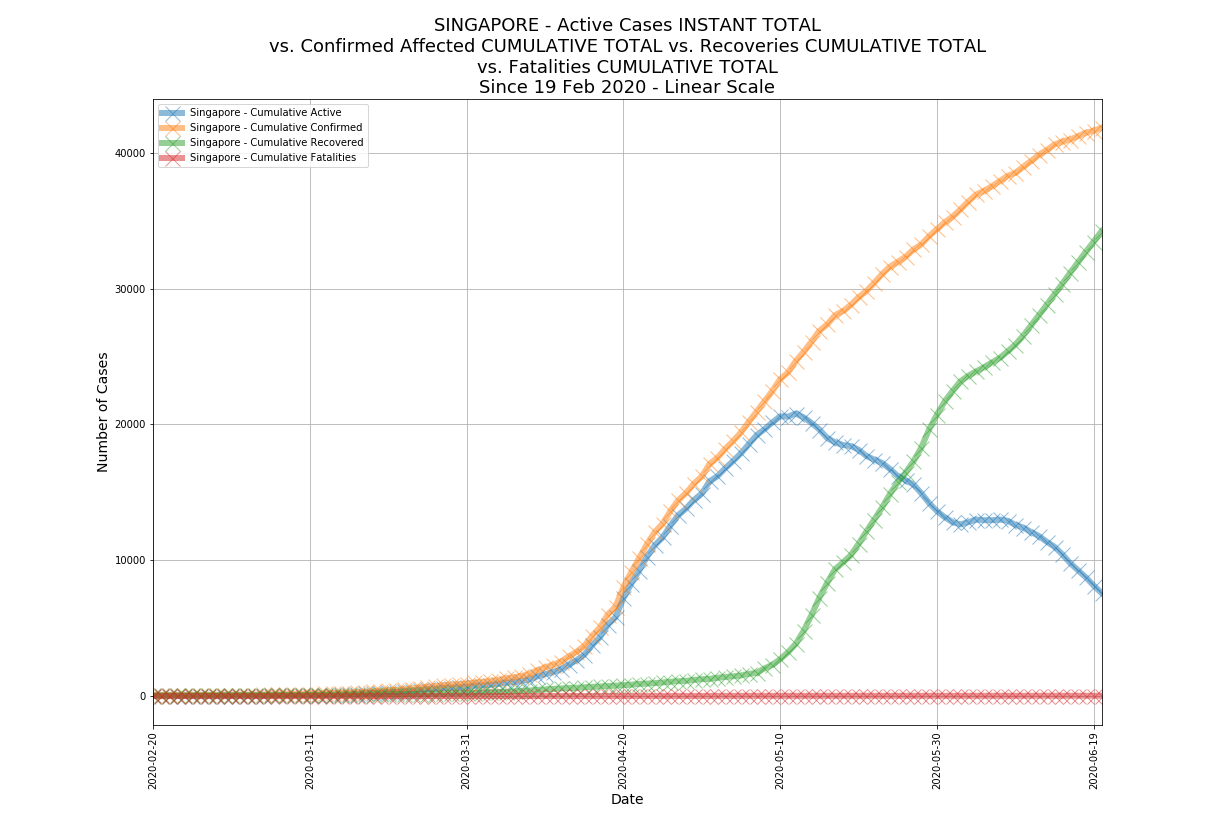 SINGAPORE - Active Cases INSTANT TOTAL
vs. Confirmed Affected CUMULATIVE TOTAL vs. Recoveries CUMULATIVE TOTAL
vs. Fatalities CUMULATIVE TOTAL
Since 19 Feb 2020 - Linear Scale
Singapore - Cumulative Active
Singapore - Cumulative Confirmed
Singapore - Cumulative Recovered
Singapore - Cumulative Fatalities
Number of Cases
40000
30000
20000
10000
0
2020-02-20
2020-03-11
2020-03-31
2020-04-20
2020-05-10
2020-05-30
2020-06-19
Date